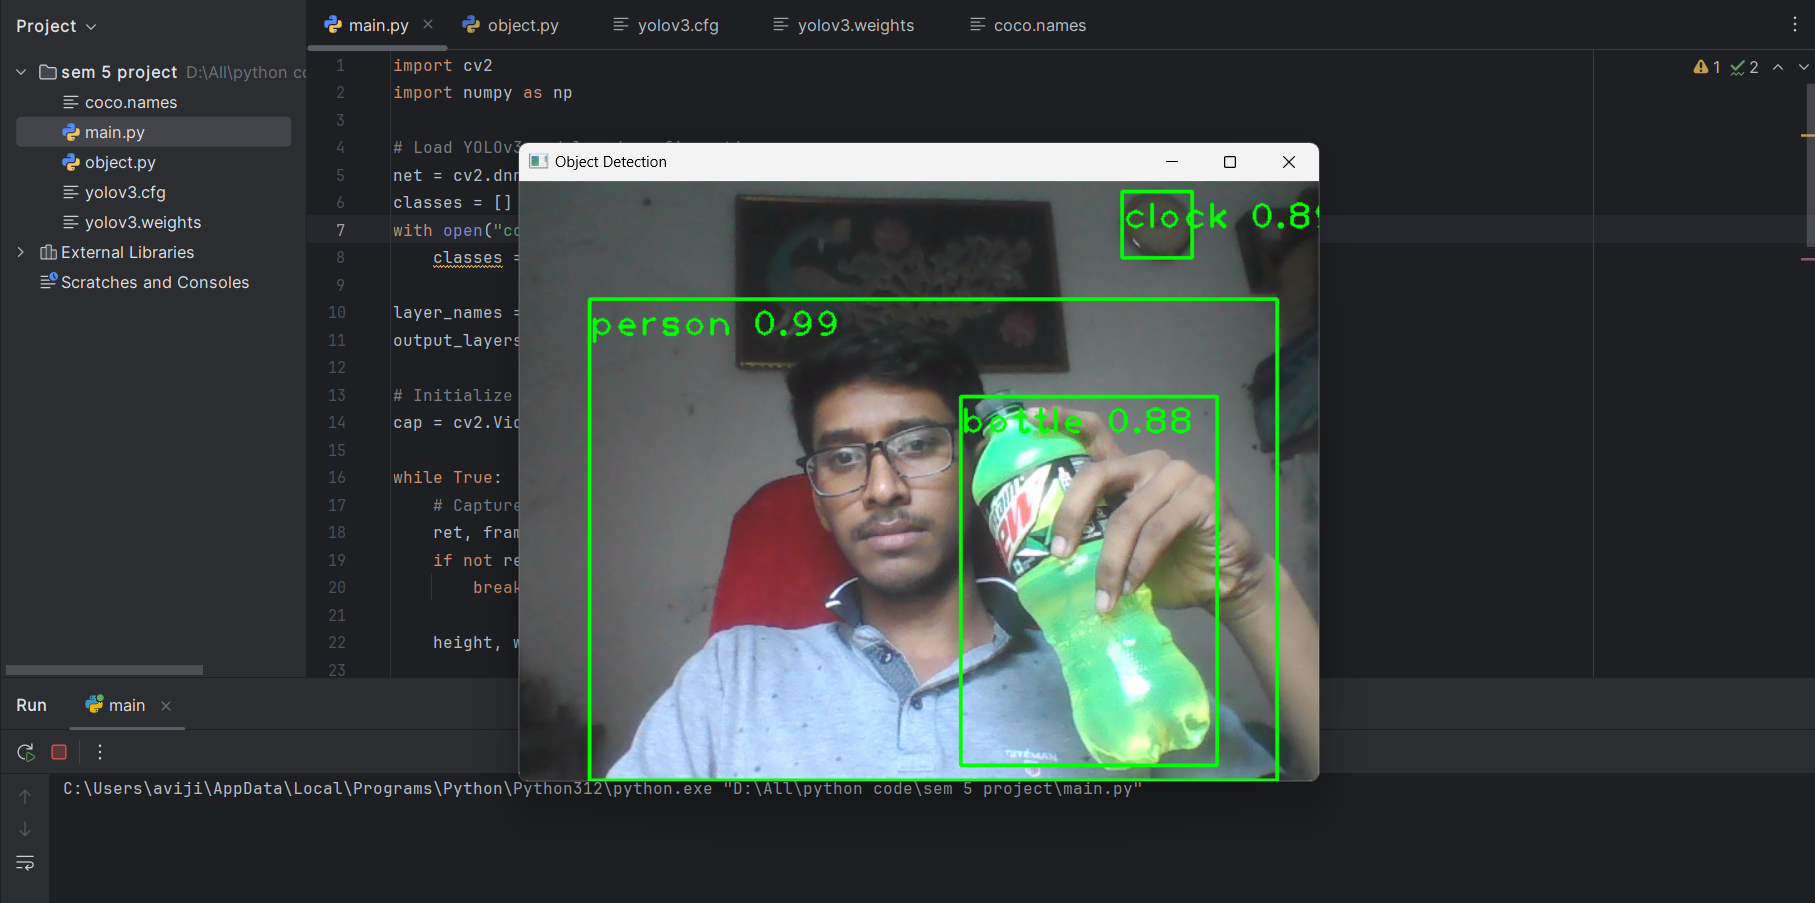 Project
main.py
object.py
yolov3.cfg
yolov3.weights
coco.names
sem 5 project D:\All\python co
coco.names
main.py
object.py
yolov3.cfg
yolov3.weights
External Libraries
Scratches and Consoles
1 import cv2
2 import numpy as np
3
4 # Load YOLOv3
5 net = cv2.dnn
6 classes = []
7 with open("co
8 classes =
9
10 layer_names =
11 output_layers
12
13 # Initialize
14 cap = cv2.Vid
15
16 while True:
17 # Capture
18 ret, fram
19 if not re
20 break
21
22 height, w
23
1 2
Object Detection
clock 0.89
person 0.99
bottle 0.88
Run main
C:\Users\aviji\AppData\Local\Programs\Python\Python312\python.exe "D:\All\python code\sem 5 project\main.py"